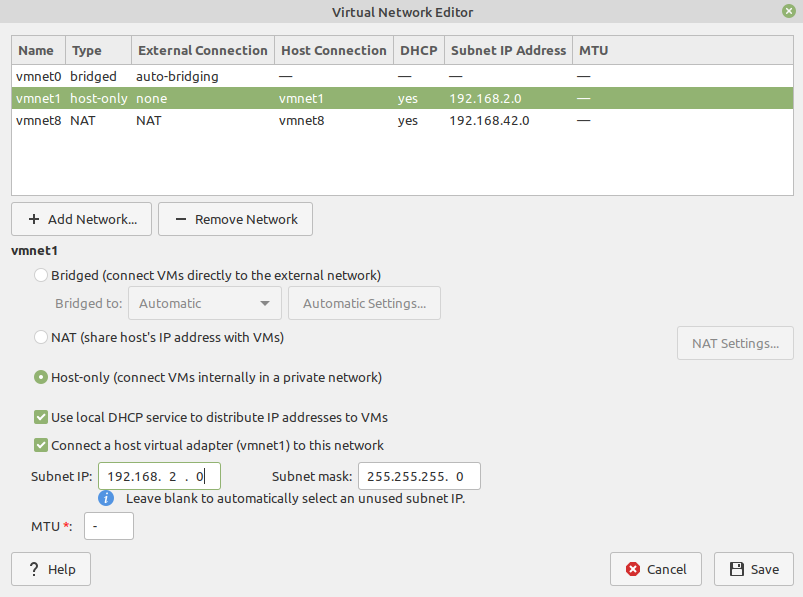 Virtual Network Editor
Name Type External Connection Host Connection DHCP Subnet IP Address MTU
vmnet0 bridged auto-bridging — — — —
vmnet1 host-only none vmnet1 yes 192.168.2.0 —
vmnet8 NAT NAT vmnet8 yes 192.168.42.0 —
+ Add Network... − Remove Network
vmnet1
Bridged (connect VMs directly to the external network)
Bridged to: Automatic Automatic Settings...
NAT (share host's IP address with VMs)
NAT Settings...
Host-only (connect VMs internally in a private network)
Use local DHCP service to distribute IP addresses to VMs
Connect a host virtual adapter (vmnet1) to this network
Subnet IP: 192.168. 2 . 0 Subnet mask: 255.255.255. 0
i Leave blank to automatically select an unused subnet IP.
MTU *: -
? Help Cancel Save